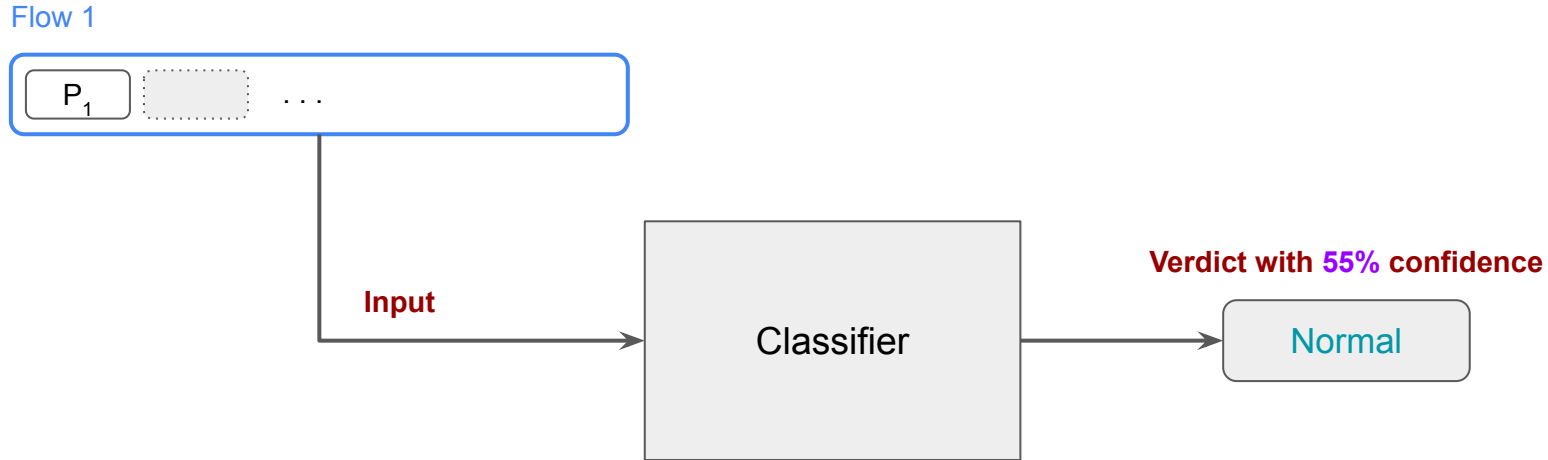 Flow 1
P1 . . .
Verdict with 55% confidence
Input
Classifier
Normal